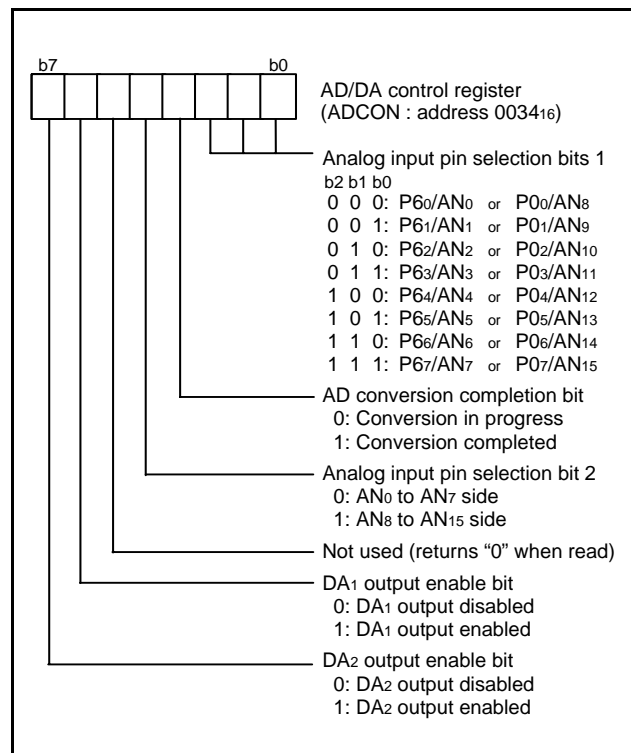 b7 b0
AD/DA control register
(ADCON : address 003416)
Analog input pin selection bits 1
b2 b1 b0
0 0 0: P60/AN0 or P00/AN8
0 0 1: P61/AN1 or P01/AN9
0 1 0: P62/AN2 or P02/AN10
0 1 1: P63/AN3 or P03/AN11
1 0 0: P64/AN4 or P04/AN12
1 0 1: P65/AN5 or P05/AN13
1 1 0: P66/AN6 or P06/AN14
1 1 1: P67/AN7 or P07/AN15
AD conversion completion bit
0: Conversion in progress
1: Conversion completed
Analog input pin selection bit 2
0: AN0 to AN7 side
1: AN8 to AN15 side
Not used (returns “0” when read)
DA1 output enable bit
0: DA1 output disabled
1: DA1 output enabled
DA2 output enable bit
0: DA2 output disabled
1: DA2 output enabled